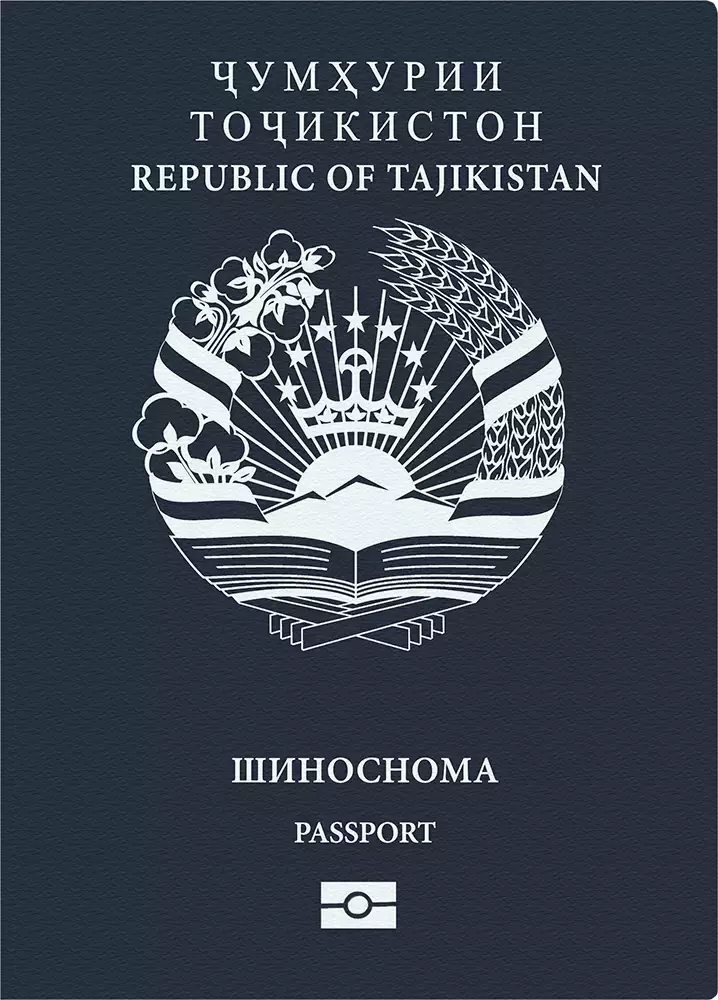 ҶУМҲУРИИ
ТОҶИКИСТОН
REPUBLIC OF TAJIKISTAN
ШИНОСНОМА
PASSPORT